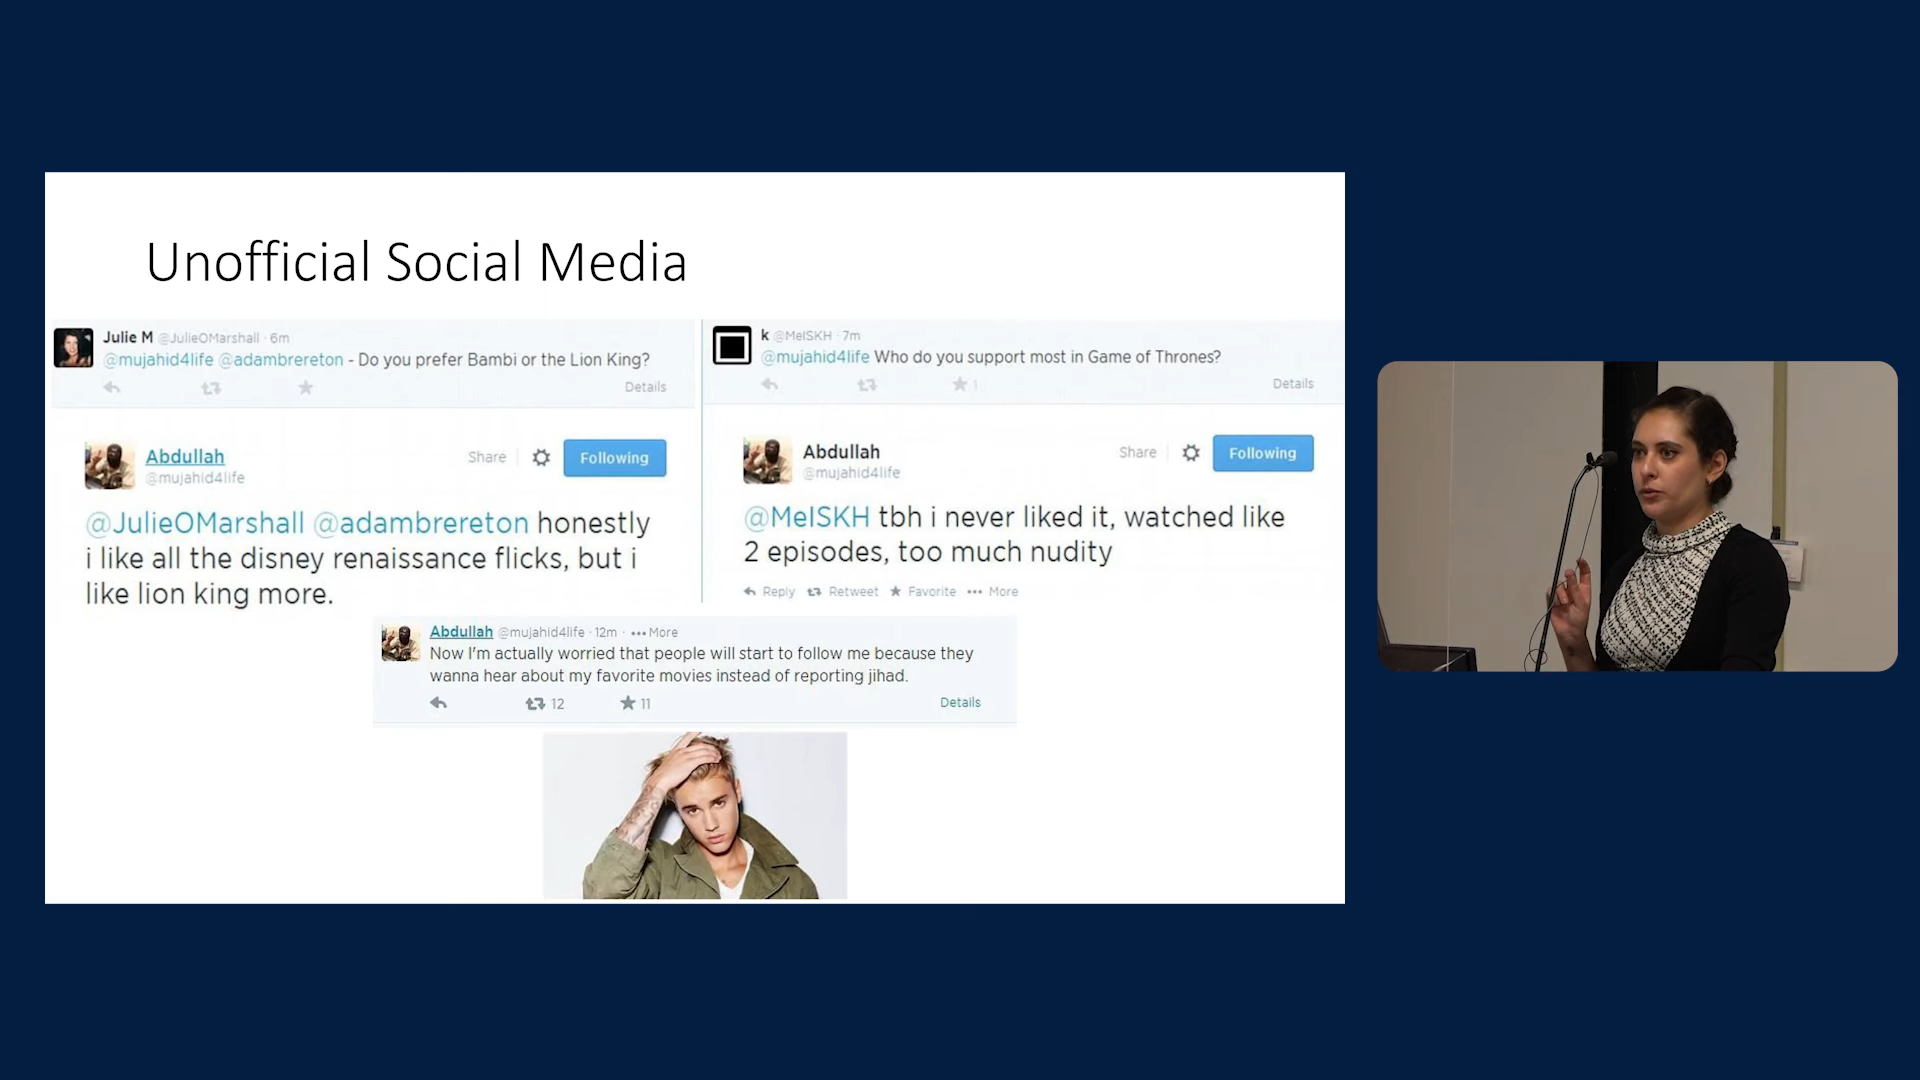 Unofficial Social Media
Julie M @JulieOMarshall · 6m
@mujahid4life @adambrereton - Do you prefer Bambi or the Lion King?
Details
Abdullah
@mujahid4life
Share
Following
@JulieOMarshall @adambrereton honestly
i like all the disney renaissance flicks, but i
like lion king more.
k @MeISKH · 7m
@mujahid4life Who do you support most in Game of Thrones?
1
Details
Abdullah
@mujahid4life
Share
Following
@MeISKH tbh i never liked it, watched like
2 episodes, too much nudity
Reply Retweet Favorite ••• More
Abdullah @mujahid4life · 12m · ••• More
Now I'm actually worried that people will start to follow me because they
wanna hear about my favorite movies instead of reporting jihad.
12 11 Details